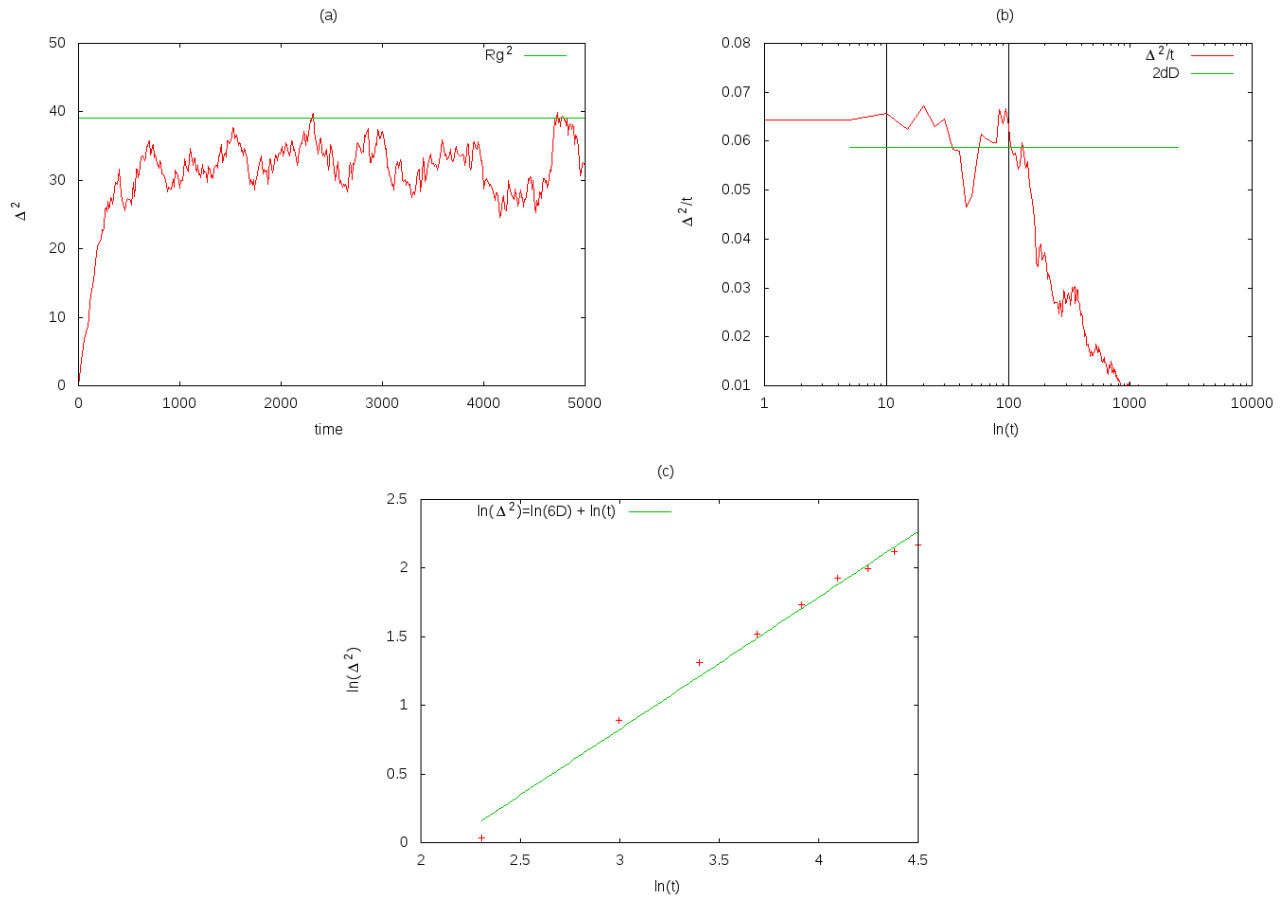 (a)
50
40
30
20
10
0
Rg²
Δ²
0 1000 2000 3000 4000 5000
time
(b)
0.08
0.07
0.06
0.05
0.04
0.03
0.02
0.01
Δ²/t
2dD
Δ²/t
1 10 100 1000 10000
ln(t)
(c)
2.5
2
1.5
1
0.5
0
ln(Δ²)=ln(6D) + ln(t)
ln(Δ²)
2 2.5 3 3.5 4 4.5
ln(t)